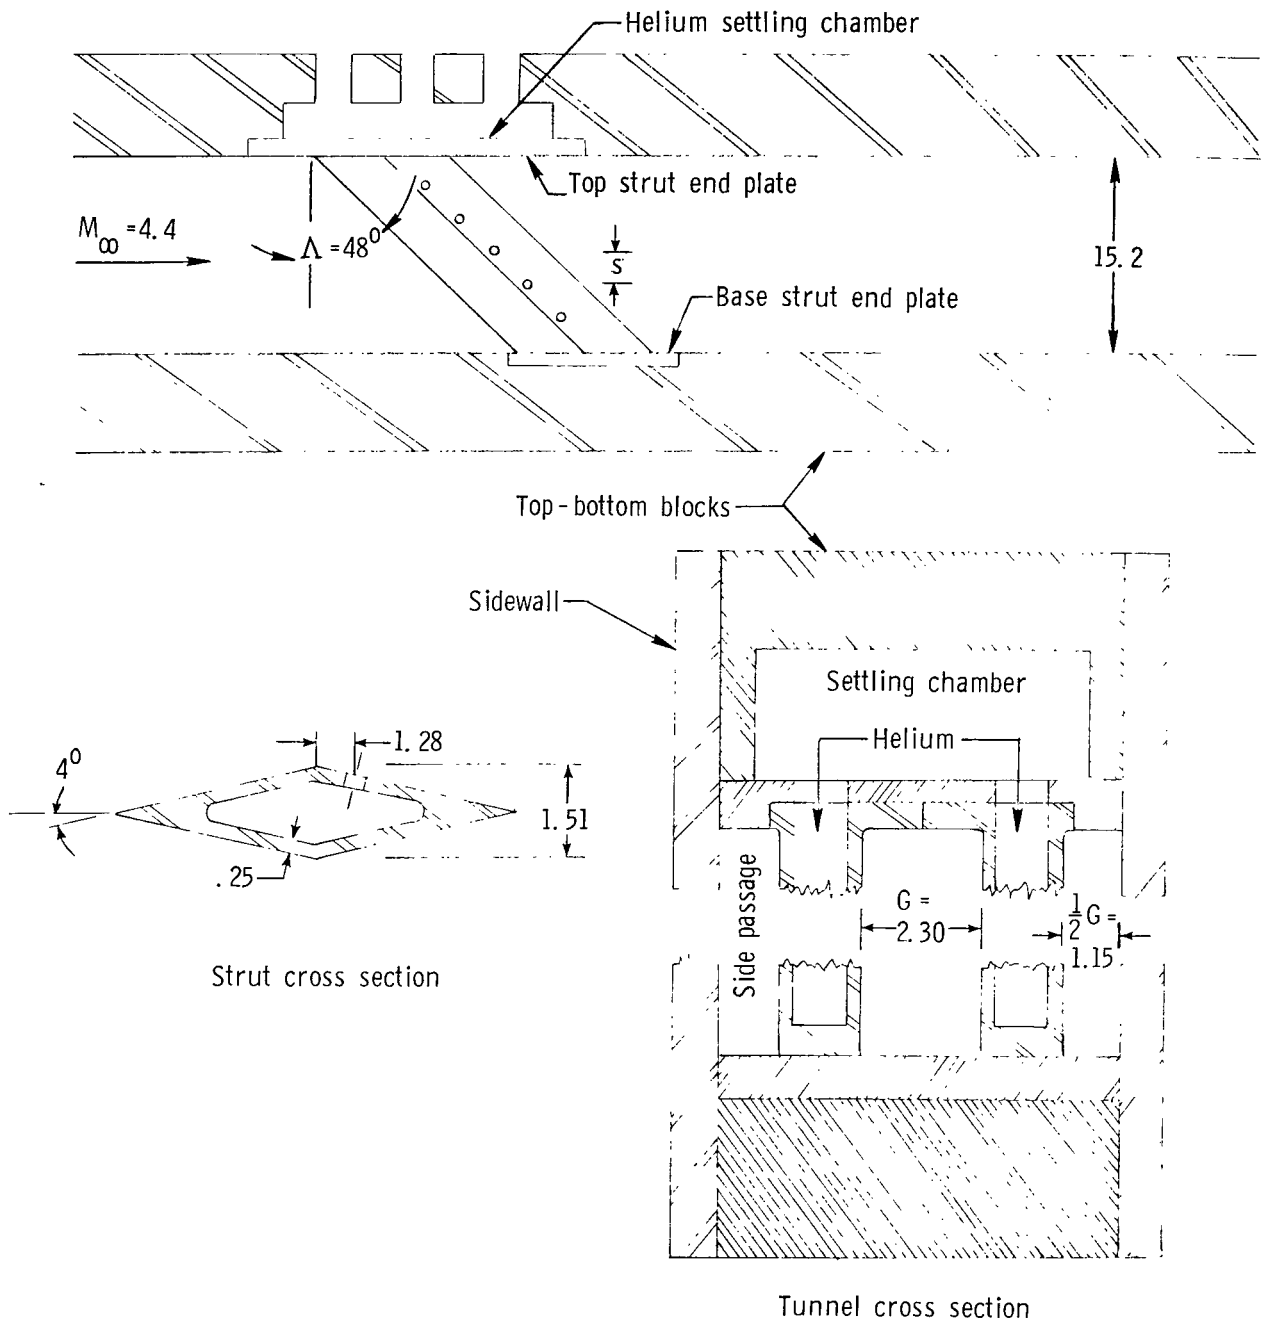 Helium settling chamber
Top strut end plate
M∞ =4.4
Λ =48⁰
S
15.2
Base strut end plate
Top-bottom blocks
Sidewall
Settling chamber
Helium
1.28
4⁰
1.51
.25
Side passage
G =
2.30
1/2 G =
1.15
Strut cross section
Tunnel cross section